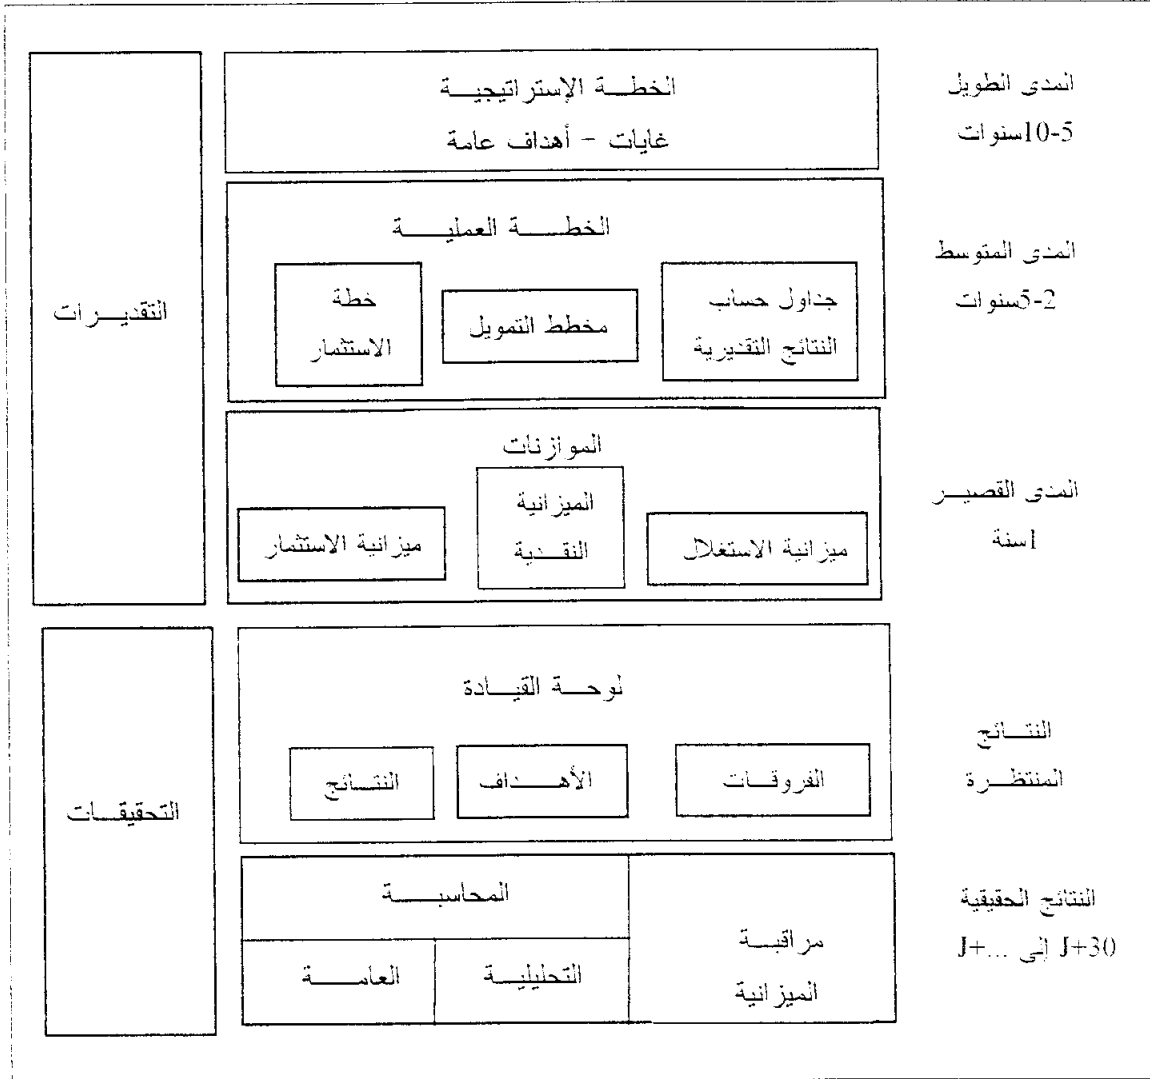 المدى الطويل
5-10سنوات
الخطة الإستراتيجية
غايات - أهداف عامة
التقديرات
المدى المتوسط
2-5سنوات
الخطة العملية
جداول حساب
النتائج التقديرية
مخطط التمويل
خطة
الاستثمار
المدى القصير
1سنة
الموازنات
ميزانية الاستغلال
الميزانية
النقدية
ميزانية الاستثمار
النتائج
المنتظرة
لوحة القيادة
الفروقات
الأهداف
النتائج
التحقيقات
النتائج الحقيقية
J+30 إلى ...+J
مراقبة
الميزانية
المحاسبة
التحليلية
العامة